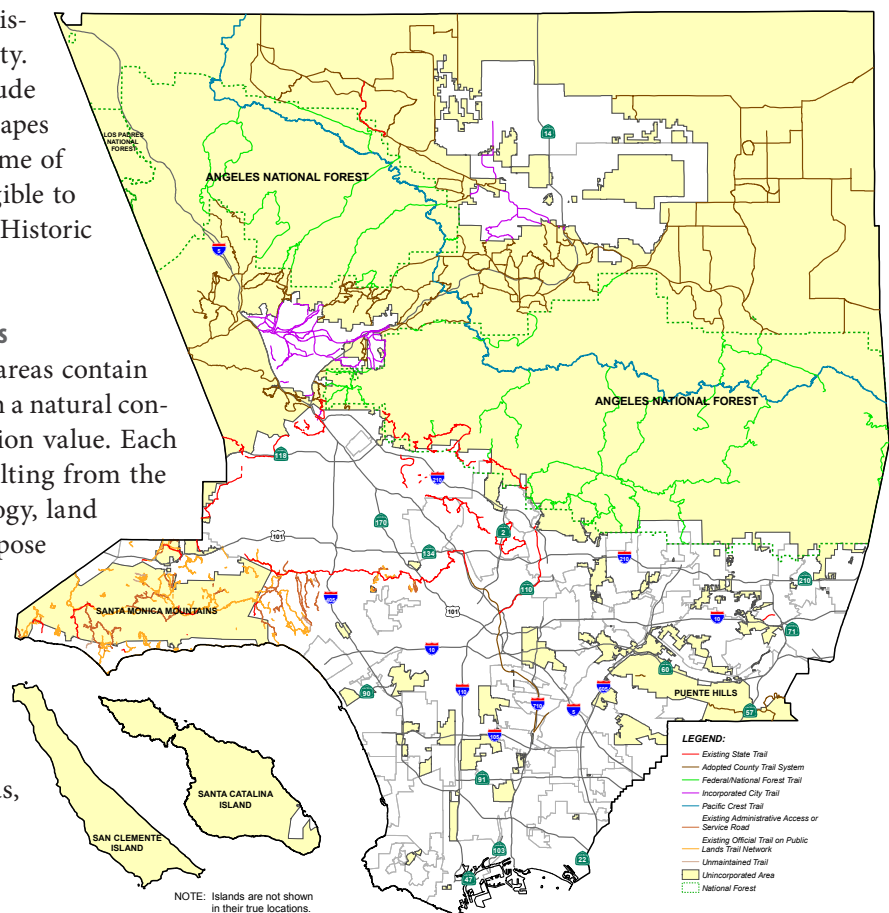 is-
ty.
ude
apes
me of
gible to
Historic
s
areas contain
n a natural con-
ion value. Each
lting from the
ogy, land
pose
as,
LOS PADRES
NATIONAL
FOREST
14
ANGELES NATIONAL FOREST
5
ANGELES NATIONAL FOREST
118
210
170
2
101
134
210
210
110
405
101
SANTA MONICA MOUNTAINS
10
71
10
60
90
110
605
PUENTE HILLS
710
5
57
105
91
103
22
47
SANTA CATALINA
ISLAND
SAN CLEMENTE
ISLAND
NOTE: Islands are not shown
in their true locations.
LEGEND:
Existing State Trail
Adopted County Trail System
Federal/National Forest Trail
Incorporated City Trail
Pacific Crest Trail
Existing Administrative Access or
Service Road
Existing Official Trail on Public
Lands Trail Network
Unmaintained Trail
Unincorporated Area
National Forest